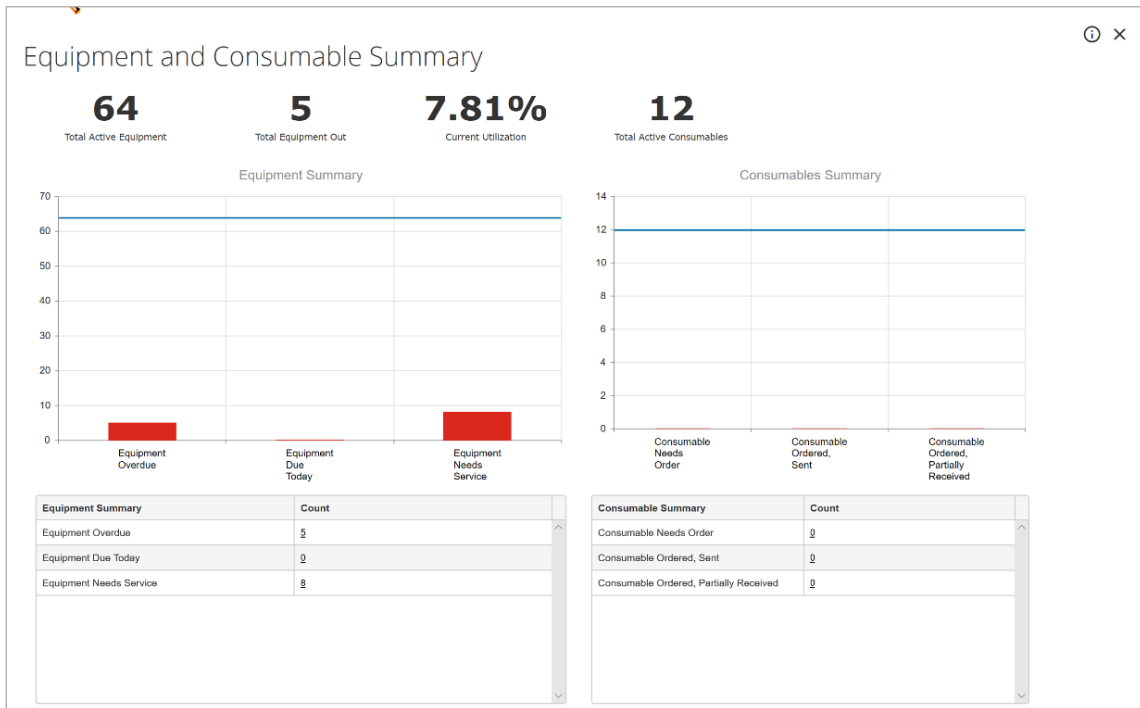 Equipment and Consumable Summary
64
5
7.81%
12
Total Active Equipment
Total Equipment Out
Current Utilization
Total Active Consumables
Equipment Summary
70
60
50
40
30
20
10
0
Equipment
Overdue
Equipment
Due
Today
Equipment
Needs
Service
Consumables Summary
14
12
10
8
6
4
2
0
Consumable
Needs
Order
Consumable
Ordered,
Sent
Consumable
Ordered,
Partially
Received
Equipment Summary Count
Equipment Overdue 5
Equipment Due Today 0
Equipment Needs Service 8
Consumable Summary Count
Consumable Needs Order 0
Consumable Ordered, Sent 0
Consumable Ordered, Partially Received 0